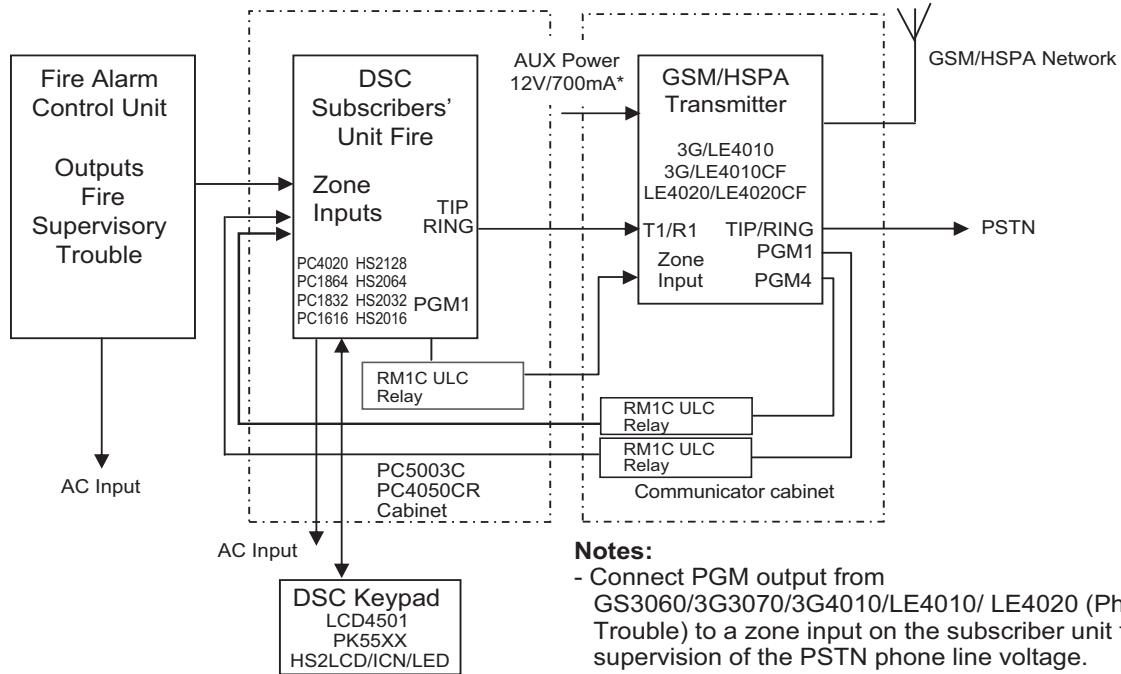 Fire Alarm
Control Unit
Outputs
Fire
Supervisory
Trouble
AC Input
DSC
Subscribers'
Unit Fire
Zone
Inputs
TIP
RING
PC4020 HS2128
PC1864 HS2064
PC1832 HS2032
PC1616 HS2016
PGM1
RM1C ULC
Relay
PC5003C
PC4050CR
Cabinet
AC Input
DSC Keypad
LCD4501
PK55XX
HS2LCD/ICN/LED
AUX Power
12V/700mA*
GSM/HSPA
Transmitter
3G/LE4010
3G/LE4010CF
LE4020/LE4020CF
T1/R1
TIP/RING
Zone
Input
PGM1
PGM4
RM1C ULC
Relay
RM1C ULC
Relay
Communicator cabinet
GSM/HSPA Network
PSTN
Notes:
- Connect PGM output from
GS3060/3G3070/3G4010/LE4010/ LE4020 (Ph
Trouble) to a zone input on the subscriber unit
supervision of the PSTN phone line voltage.